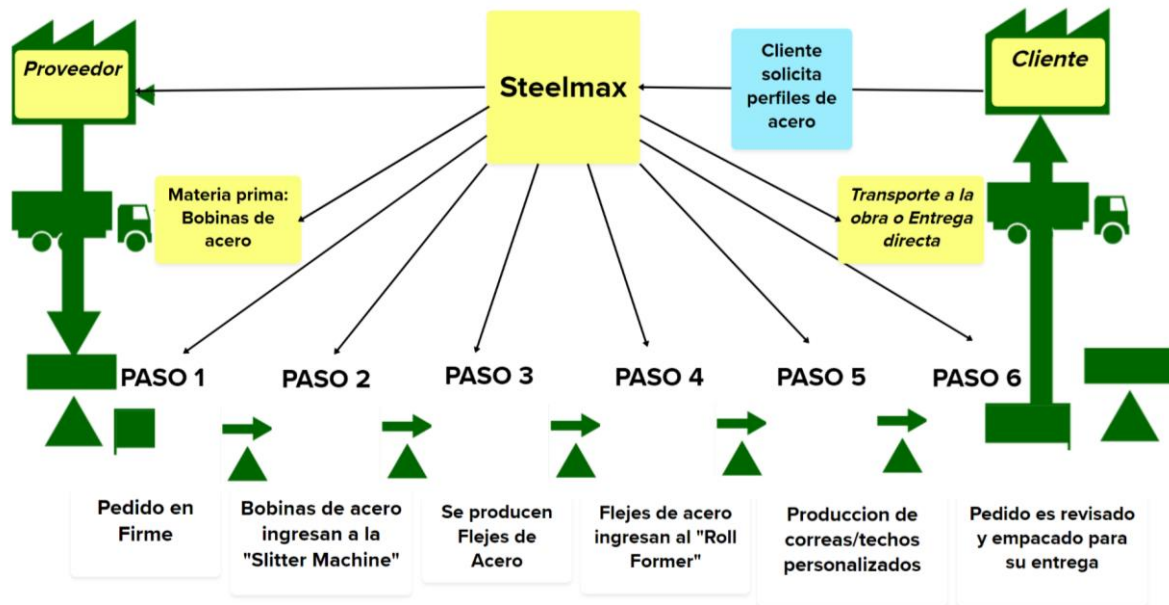 Proveedor
Steelmax
Cliente
solicita
perfiles de
acero
Cliente
Materia prima:
Bobinas de
acero
Transporte a la
obra o Entrega
directa
PASO 1
PASO 2
PASO 3
PASO 4
PASO 5
PASO 6
Pedido en
Firme
Bobinas de acero
ingresan a la
"Slitter Machine"
Se producen
Flejes de
Acero
Flejes de acero
ingresan al "Roll
Former"
Produccion de
correas/techos
personalizados
Pedido es revisado
y empacado para
su entrega